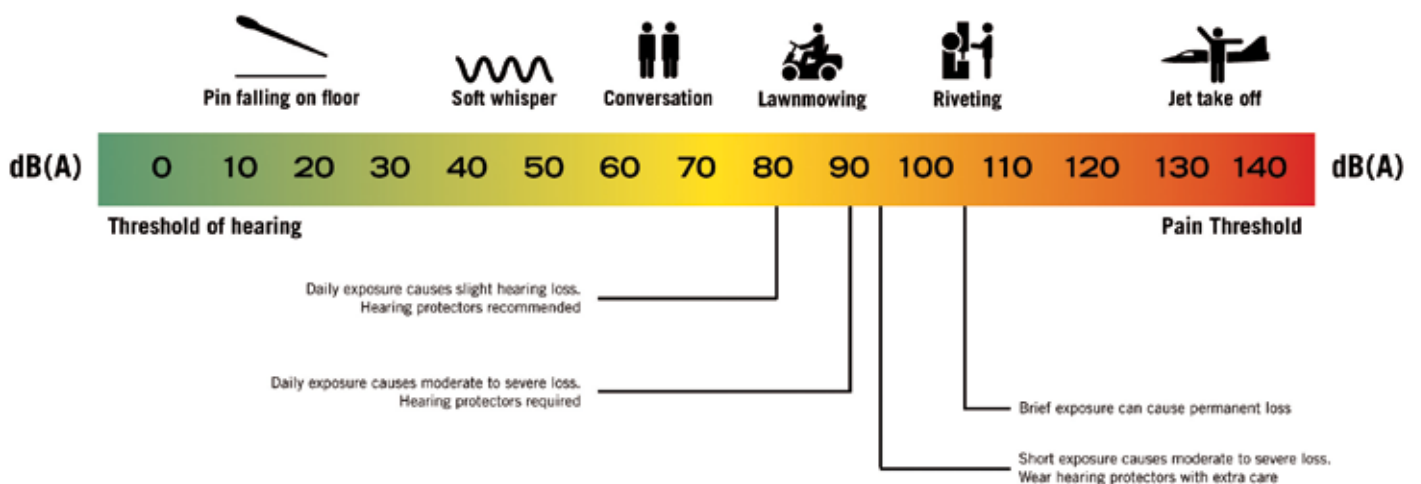 Pin falling on floor
Soft whisper
Conversation
Lawnmowing
Riveting
Jet take off
dB(A) 0 10 20 30 40 50 60 70 80 90 100 110 120 130 140 dB(A)
Threshold of hearing
Pain Threshold
Daily exposure causes slight hearing loss.
Hearing protectors recommended
Daily exposure causes moderate to severe loss.
Hearing protectors required
Brief exposure can cause permanent loss
Short exposure causes moderate to severe loss.
Wear hearing protectors with extra care